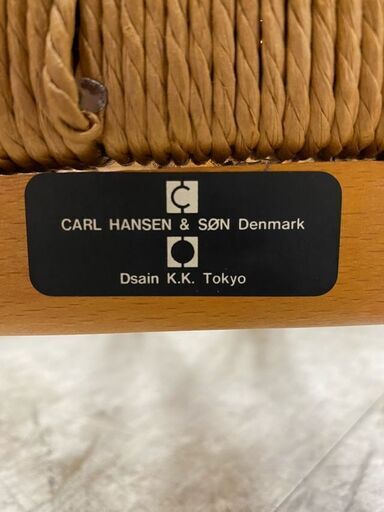 C
CARL HANSEN & SØN Denmark
Dsain K.K. Tokyo